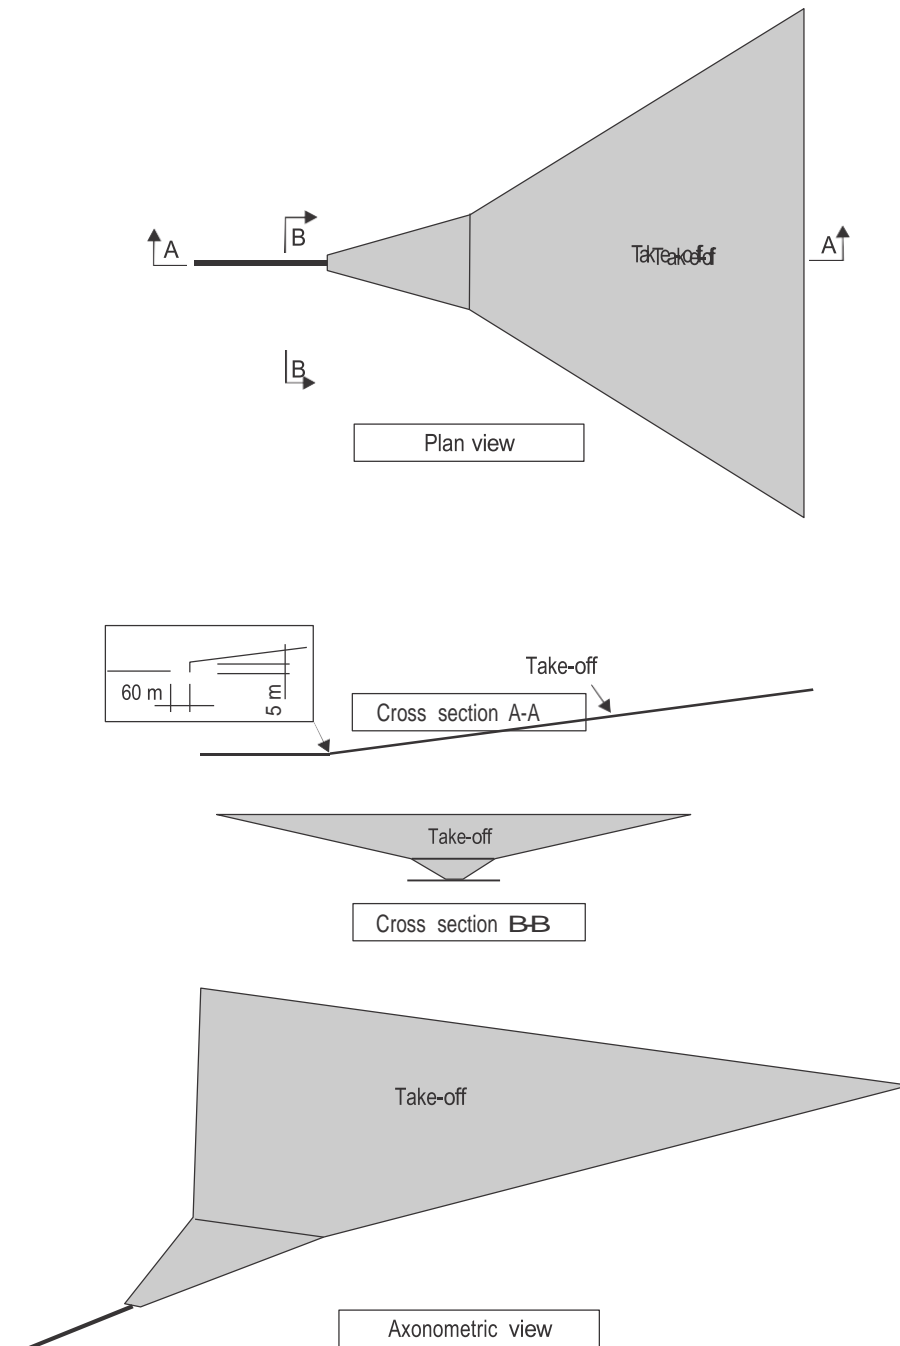 B
A
A
B
Plan view
Take-off
60 m
5 m
Cross section A-A
Take-off
Cross section B-B
Take-off
Axonometric view